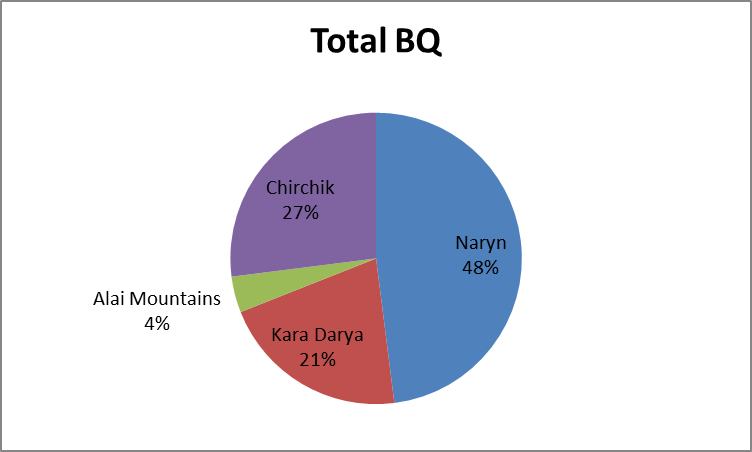 Total BQ
Chirchik
27%
Naryn
48%
Alai Mountains
4%
Kara Darya
21%